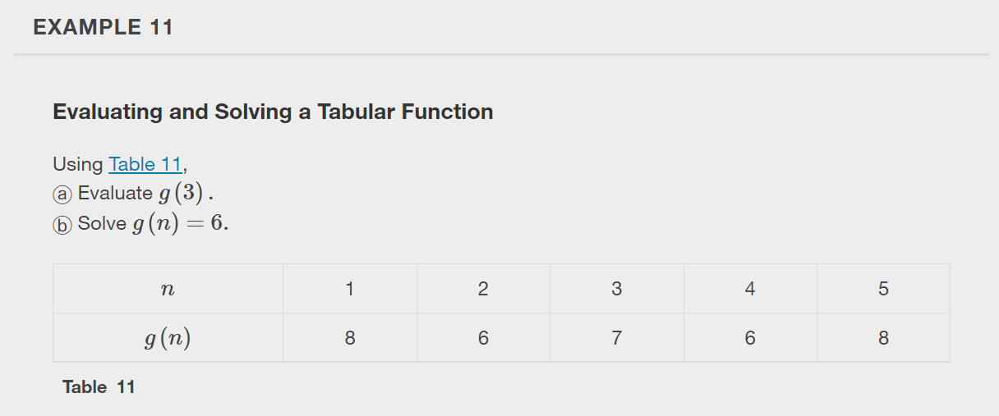 EXAMPLE 11
Evaluating and Solving a Tabular Function
Using Table 11,
ⓐ Evaluate g(3).
ⓑ Solve g(n) = 6.
n 1 2 3 4 5
g(n) 8 6 7 6 8
Table 11